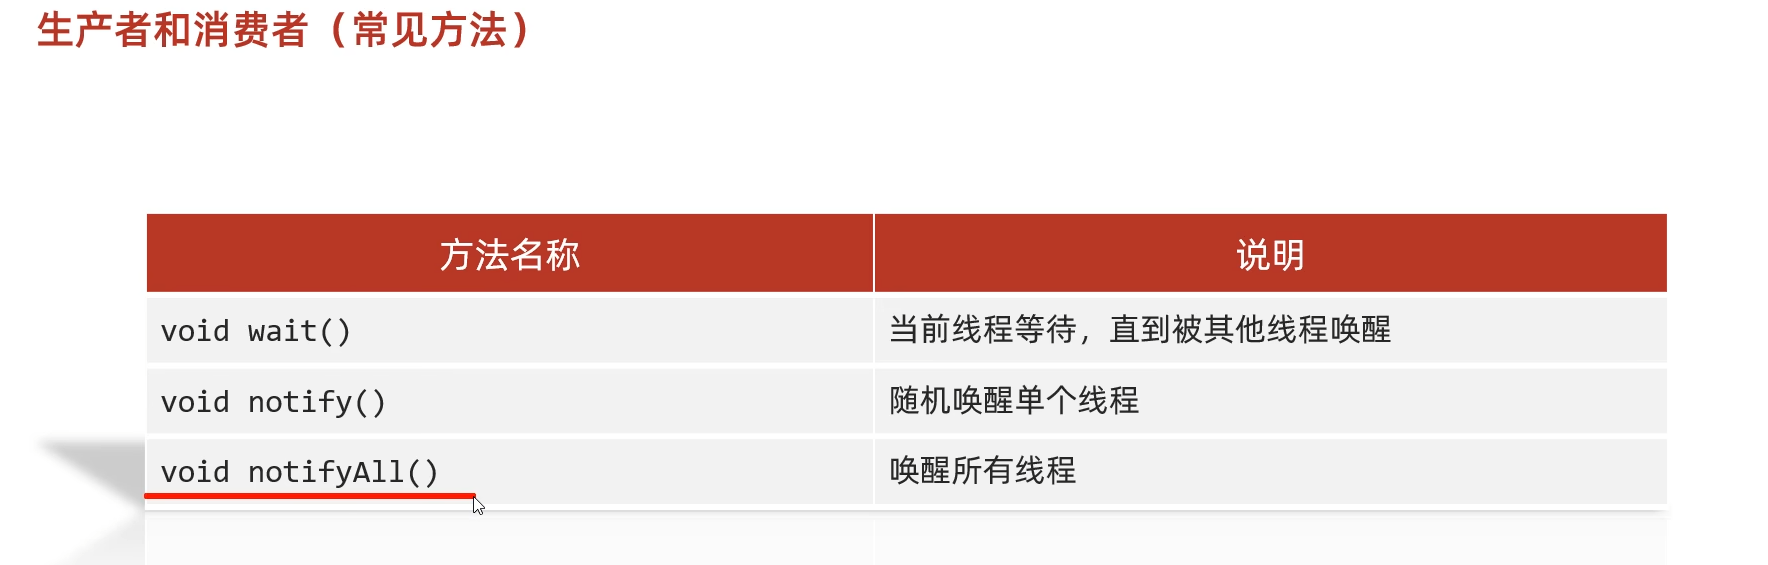 生产者和消费者（常见方法）
方法名称 说明
void wait() 当前线程等待，直到被其他线程唤醒
void notify() 随机唤醒单个线程
void notifyAll() 唤醒所有线程